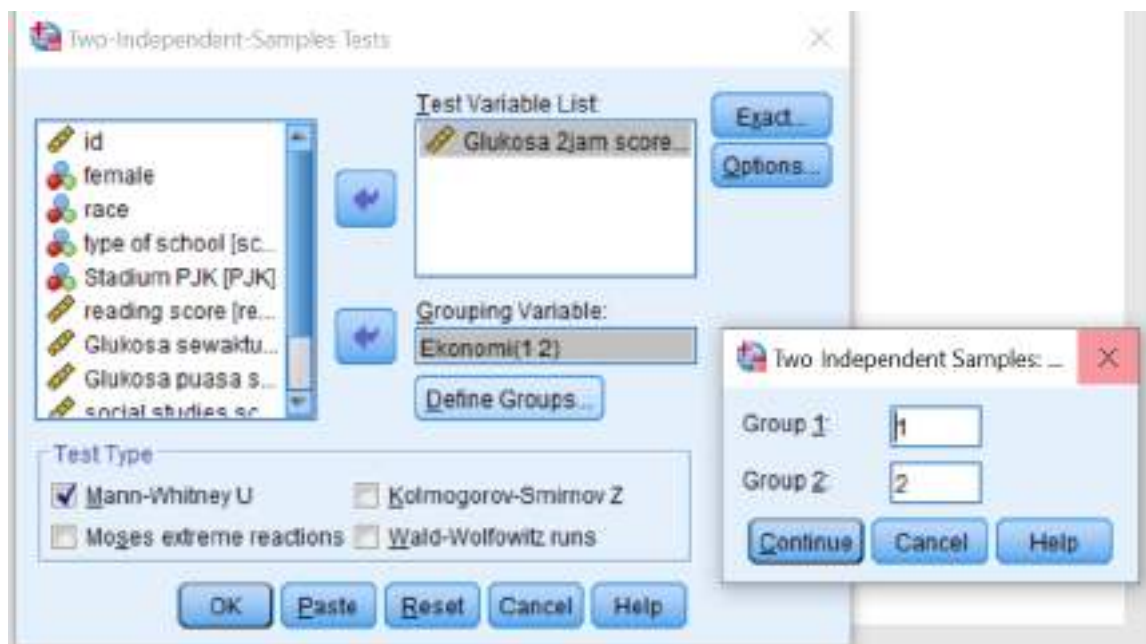 Two-Independent-Samples Tests
Test Variable List:
Glukosa 2jam score...
Exact...
Options...
id
female
race
type of school [sc...
Stadium PJK [PJK]
reading score [re...
Glukosa sewaktu...
Glukosa puasa s...
social studies sc...
Grouping Variable:
Ekonomi(1 2)
Define Groups...
Test Type
Mann-Whitney U
Kolmogorov-Smirnov Z
Moses extreme reactions
Wald-Wolfowitz runs
OK
Paste
Reset
Cancel
Help
Two Independent Samples: ...
Group 1:
1
Group 2:
2
Continue
Cancel
Help